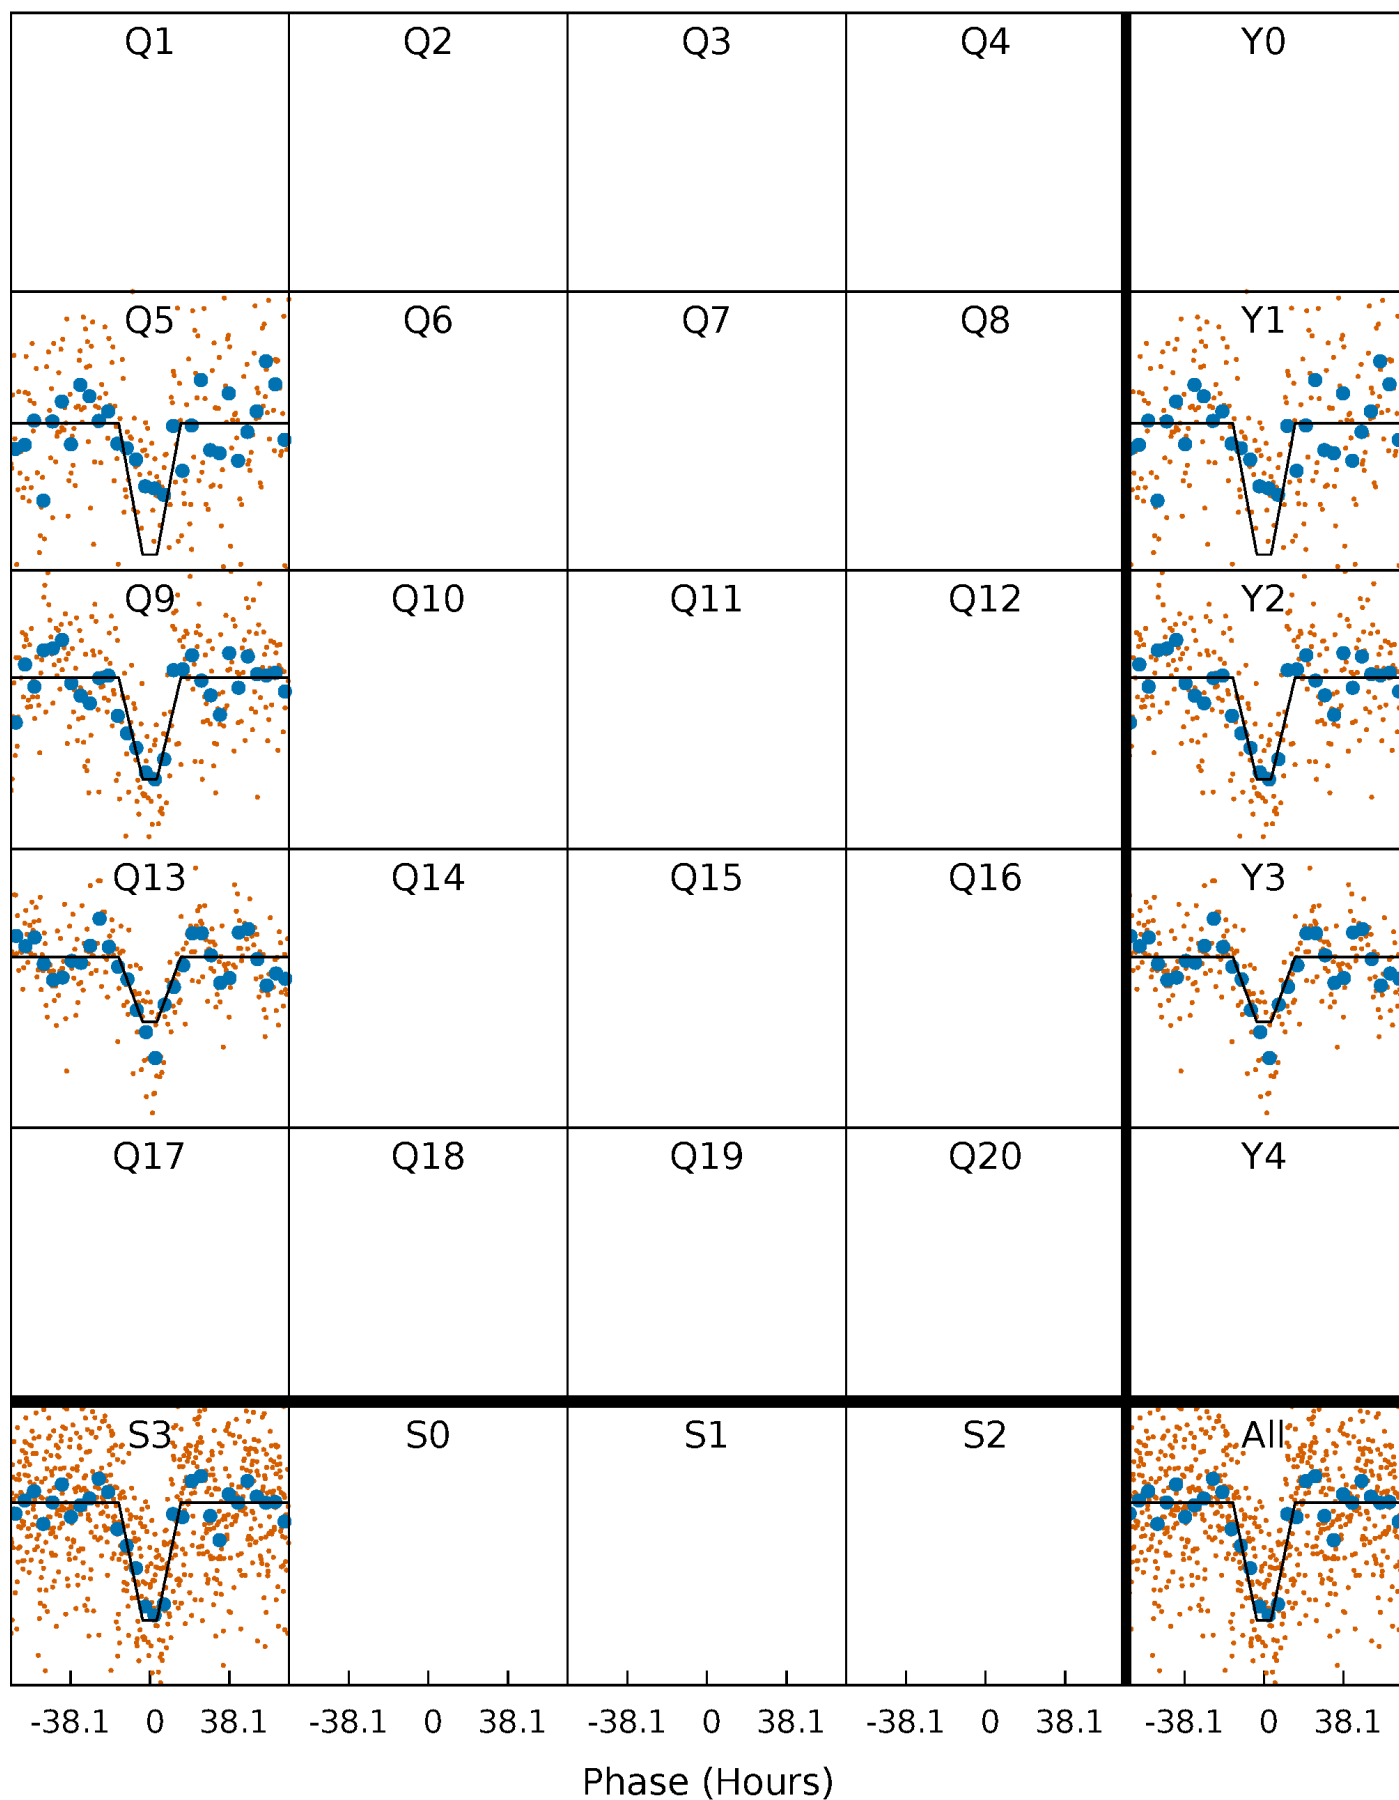 Q1 Q2 Q3 Q4 Y0
Q5 Q6 Q7 Q8 Y1
Q9 Q10 Q11 Q12 Y2
Q13 Q14 Q15 Q16 Y3
Q17 Q18 Q19 Q20 Y4
S3 S0 S1 S2 All
-38.1 0 38.1 -38.1 0 38.1 -38.1 0 38.1 -38.1 0 38.1 -38.1 0 38.1
Phase (Hours)